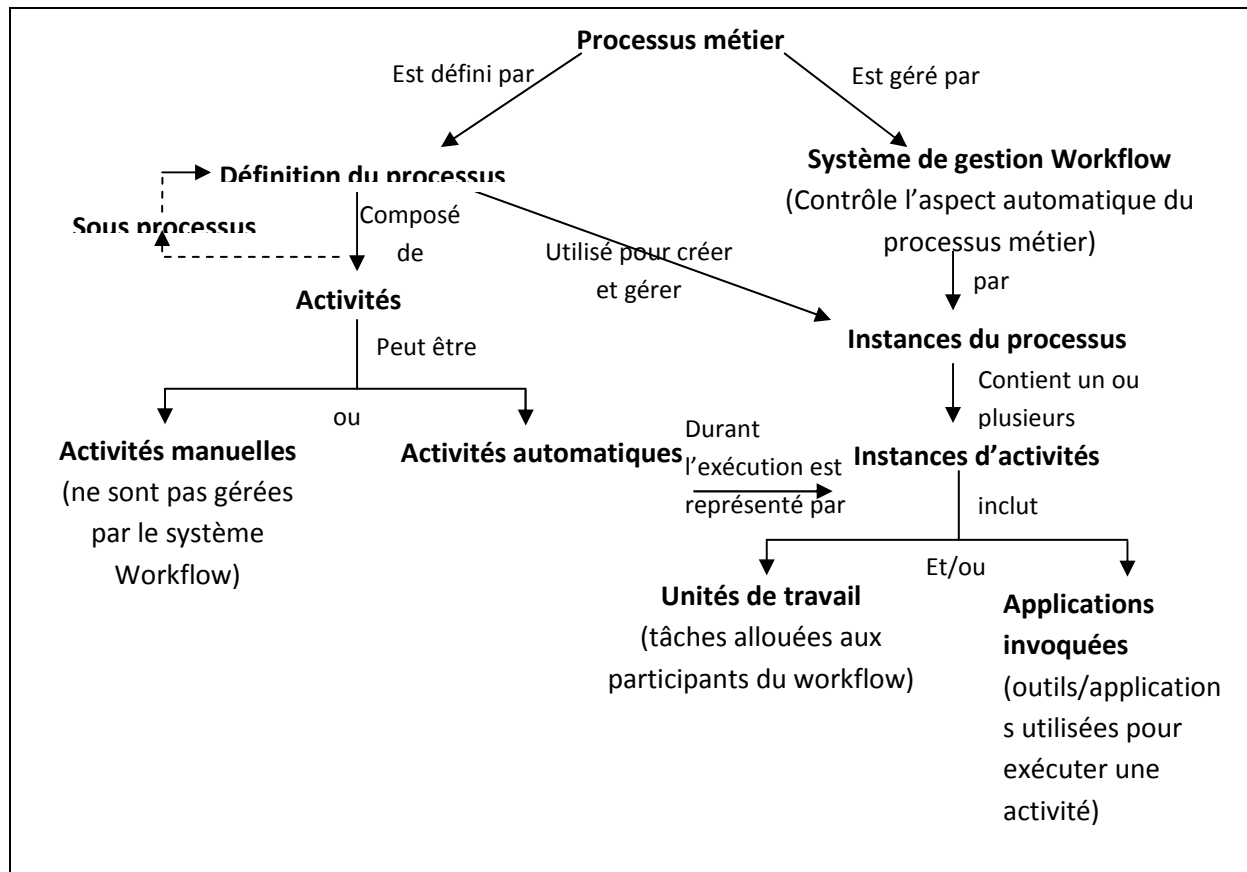 Processus métier
Est défini par
Est géré par
Système de gestion Workflow
(Contrôle l’aspect automatique du
processus métier)
Définition du processus
Sous processus
Composé
de
Utilisé pour créer
et gérer
par
Activités
Instances du processus
Peut être
Contient un ou
plusieurs
ou
Activités manuelles
(ne sont pas gérées
par le système
Workflow)
Activités automatiques
Durant
l’exécution est
représenté par
Instances d’activités
inclut
Et/ou
Unités de travail
(tâches allouées aux
participants du workflow)
Applications
invoquées
(outils/application
s utilisées pour
exécuter une
activité)